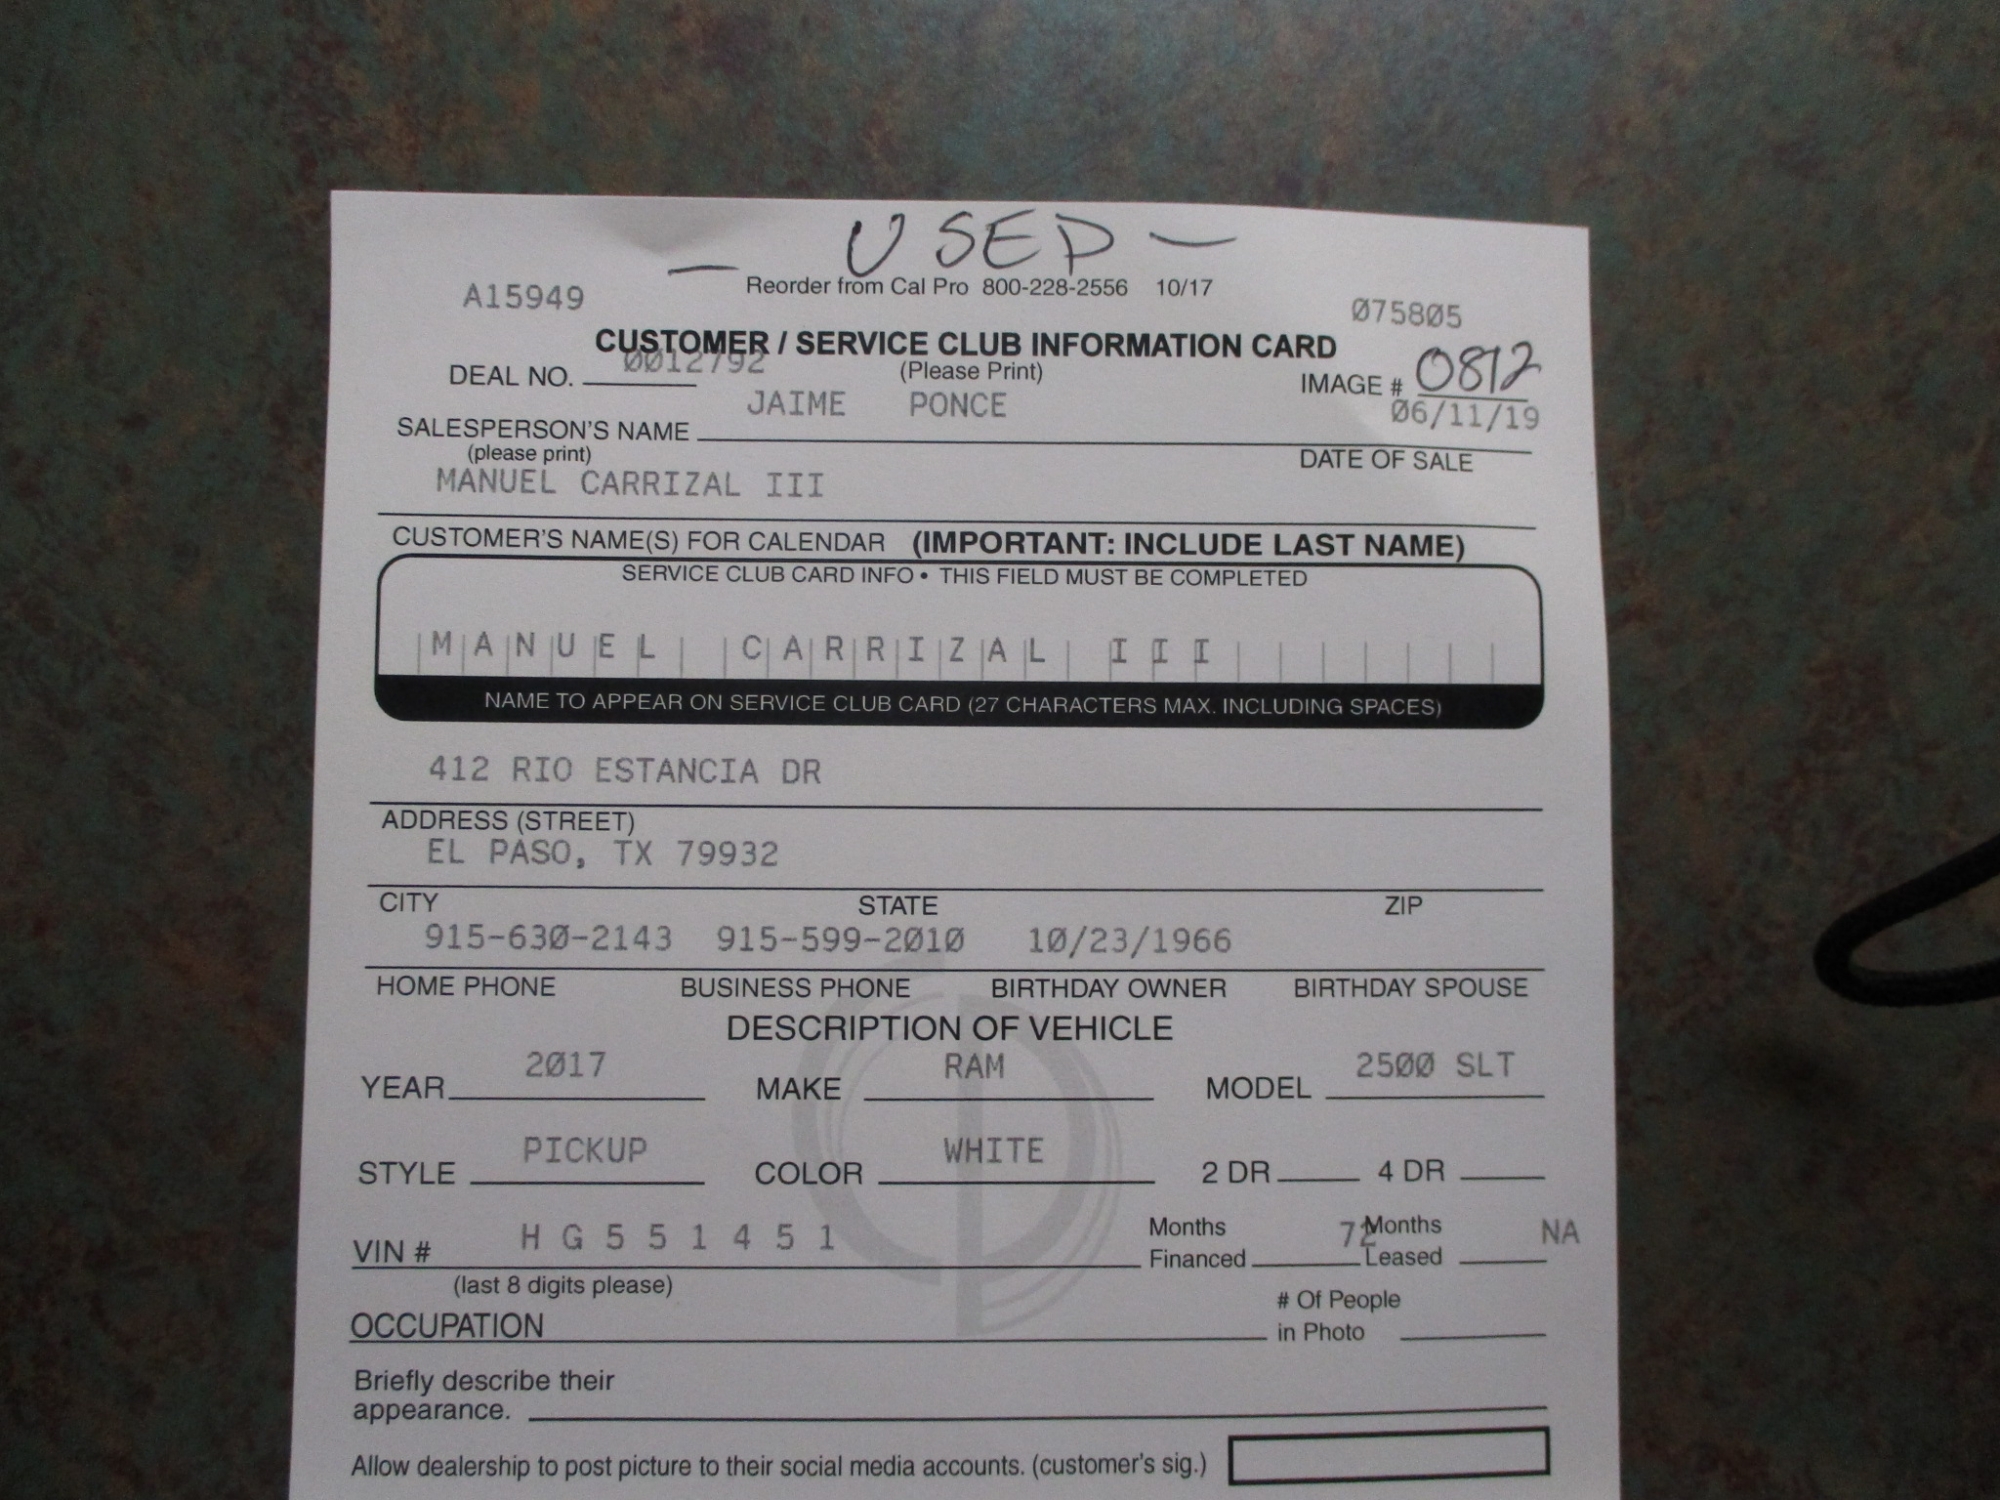 — USED —
Reorder from Cal Pro 800-228-2556 10/17
A15949 075805
CUSTOMER / SERVICE CLUB INFORMATION CARD
DEAL NO. 0012792 (Please Print) IMAGE # 0812
JAIME PONCE 06/11/19
SALESPERSON'S NAME
(please print) DATE OF SALE
MANUEL CARRIZAL III
CUSTOMER'S NAME(S) FOR CALENDAR (IMPORTANT: INCLUDE LAST NAME)
SERVICE CLUB CARD INFO • THIS FIELD MUST BE COMPLETED
MANUEL CARRIZAL III
NAME TO APPEAR ON SERVICE CLUB CARD (27 CHARACTERS MAX. INCLUDING SPACES)
412 RIO ESTANCIA DR
ADDRESS (STREET)
EL PASO, TX 79932
CITY STATE ZIP
915-630-2143 915-599-2010 10/23/1966
HOME PHONE BUSINESS PHONE BIRTHDAY OWNER BIRTHDAY SPOUSE
DESCRIPTION OF VEHICLE
YEAR 2017 MAKE RAM MODEL 2500 SLT
STYLE PICKUP COLOR WHITE 2 DR 4 DR
VIN # HG551451 Months Financed 72 Months Leased NA
(last 8 digits please)
OCCUPATION # Of People in Photo
Briefly describe their
appearance.
Allow dealership to post picture to their social media accounts. (customer's sig.)